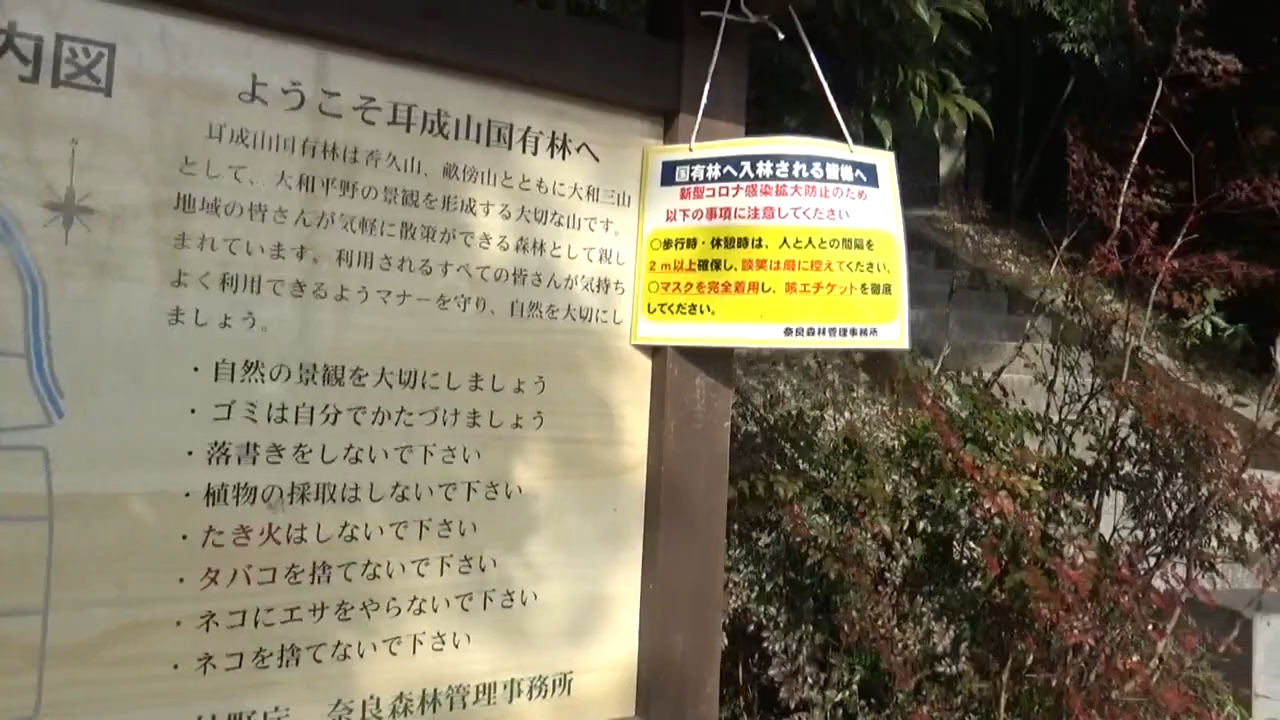 内図
ようこそ耳成山国有林へ
耳成山国有林は香久山、畝傍山とともに大和三山
として、大和平野の景観を形成する大切な山です。
地域の皆さんが気軽に散策ができる森林として親し
まれています。利用されるすべての皆さんが気持ち
よく利用できるようマナーを守り、自然を大切にし
ましょう。
・自然の景観を大切にしましょう
・ゴミは自分でかたづけましょう
・落書きをしないで下さい
・植物の採取はしないで下さい
・たき火はしないで下さい
・タバコを捨てないで下さい
・ネコにエサをやらないで下さい
・ネコを捨てないで下さい
奈良森林管理事務所
国有林へ入林される皆様へ
新型コロナ感染拡大防止のため
以下の事項に注意してください
〇歩行時・休憩時は、人と人との間隔を
2m以上確保し、談笑は厳に控えてください。
〇マスクを完全着用し、咳エチケットを徹底
してください。
奈良森林管理事務所